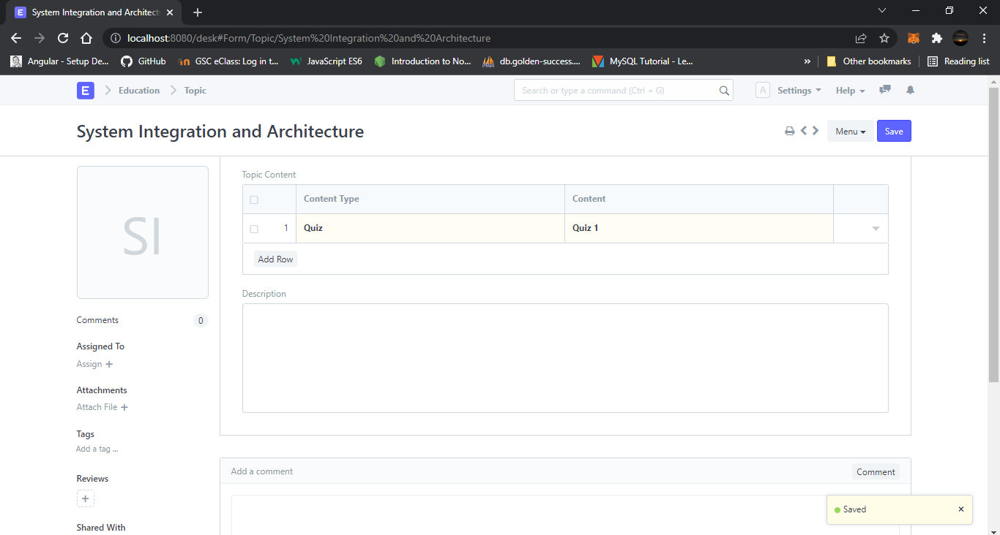 System Integration and Architect
localhost:8080/desk#Form/Topic/System%20Integration%20and%20Architecture
Angular - Setup De... GitHub GSC eClass: Log in t... JavaScript ES6 Introduction to No... db.golden-success.... MySQL Tutorial - Le... » Other bookmarks Reading list
E Education Topic Search or type a command (Ctrl + G) A Settings Help
System Integration and Architecture Menu Save
SI
Comments 0
Assigned To
Assign +
Attachments
Attach File +
Tags
Add a tag ...
Reviews
+
Shared With
Topic Content
Content Type Content
1 Quiz Quiz 1
Add Row
Description
Add a comment Comment
Saved ×